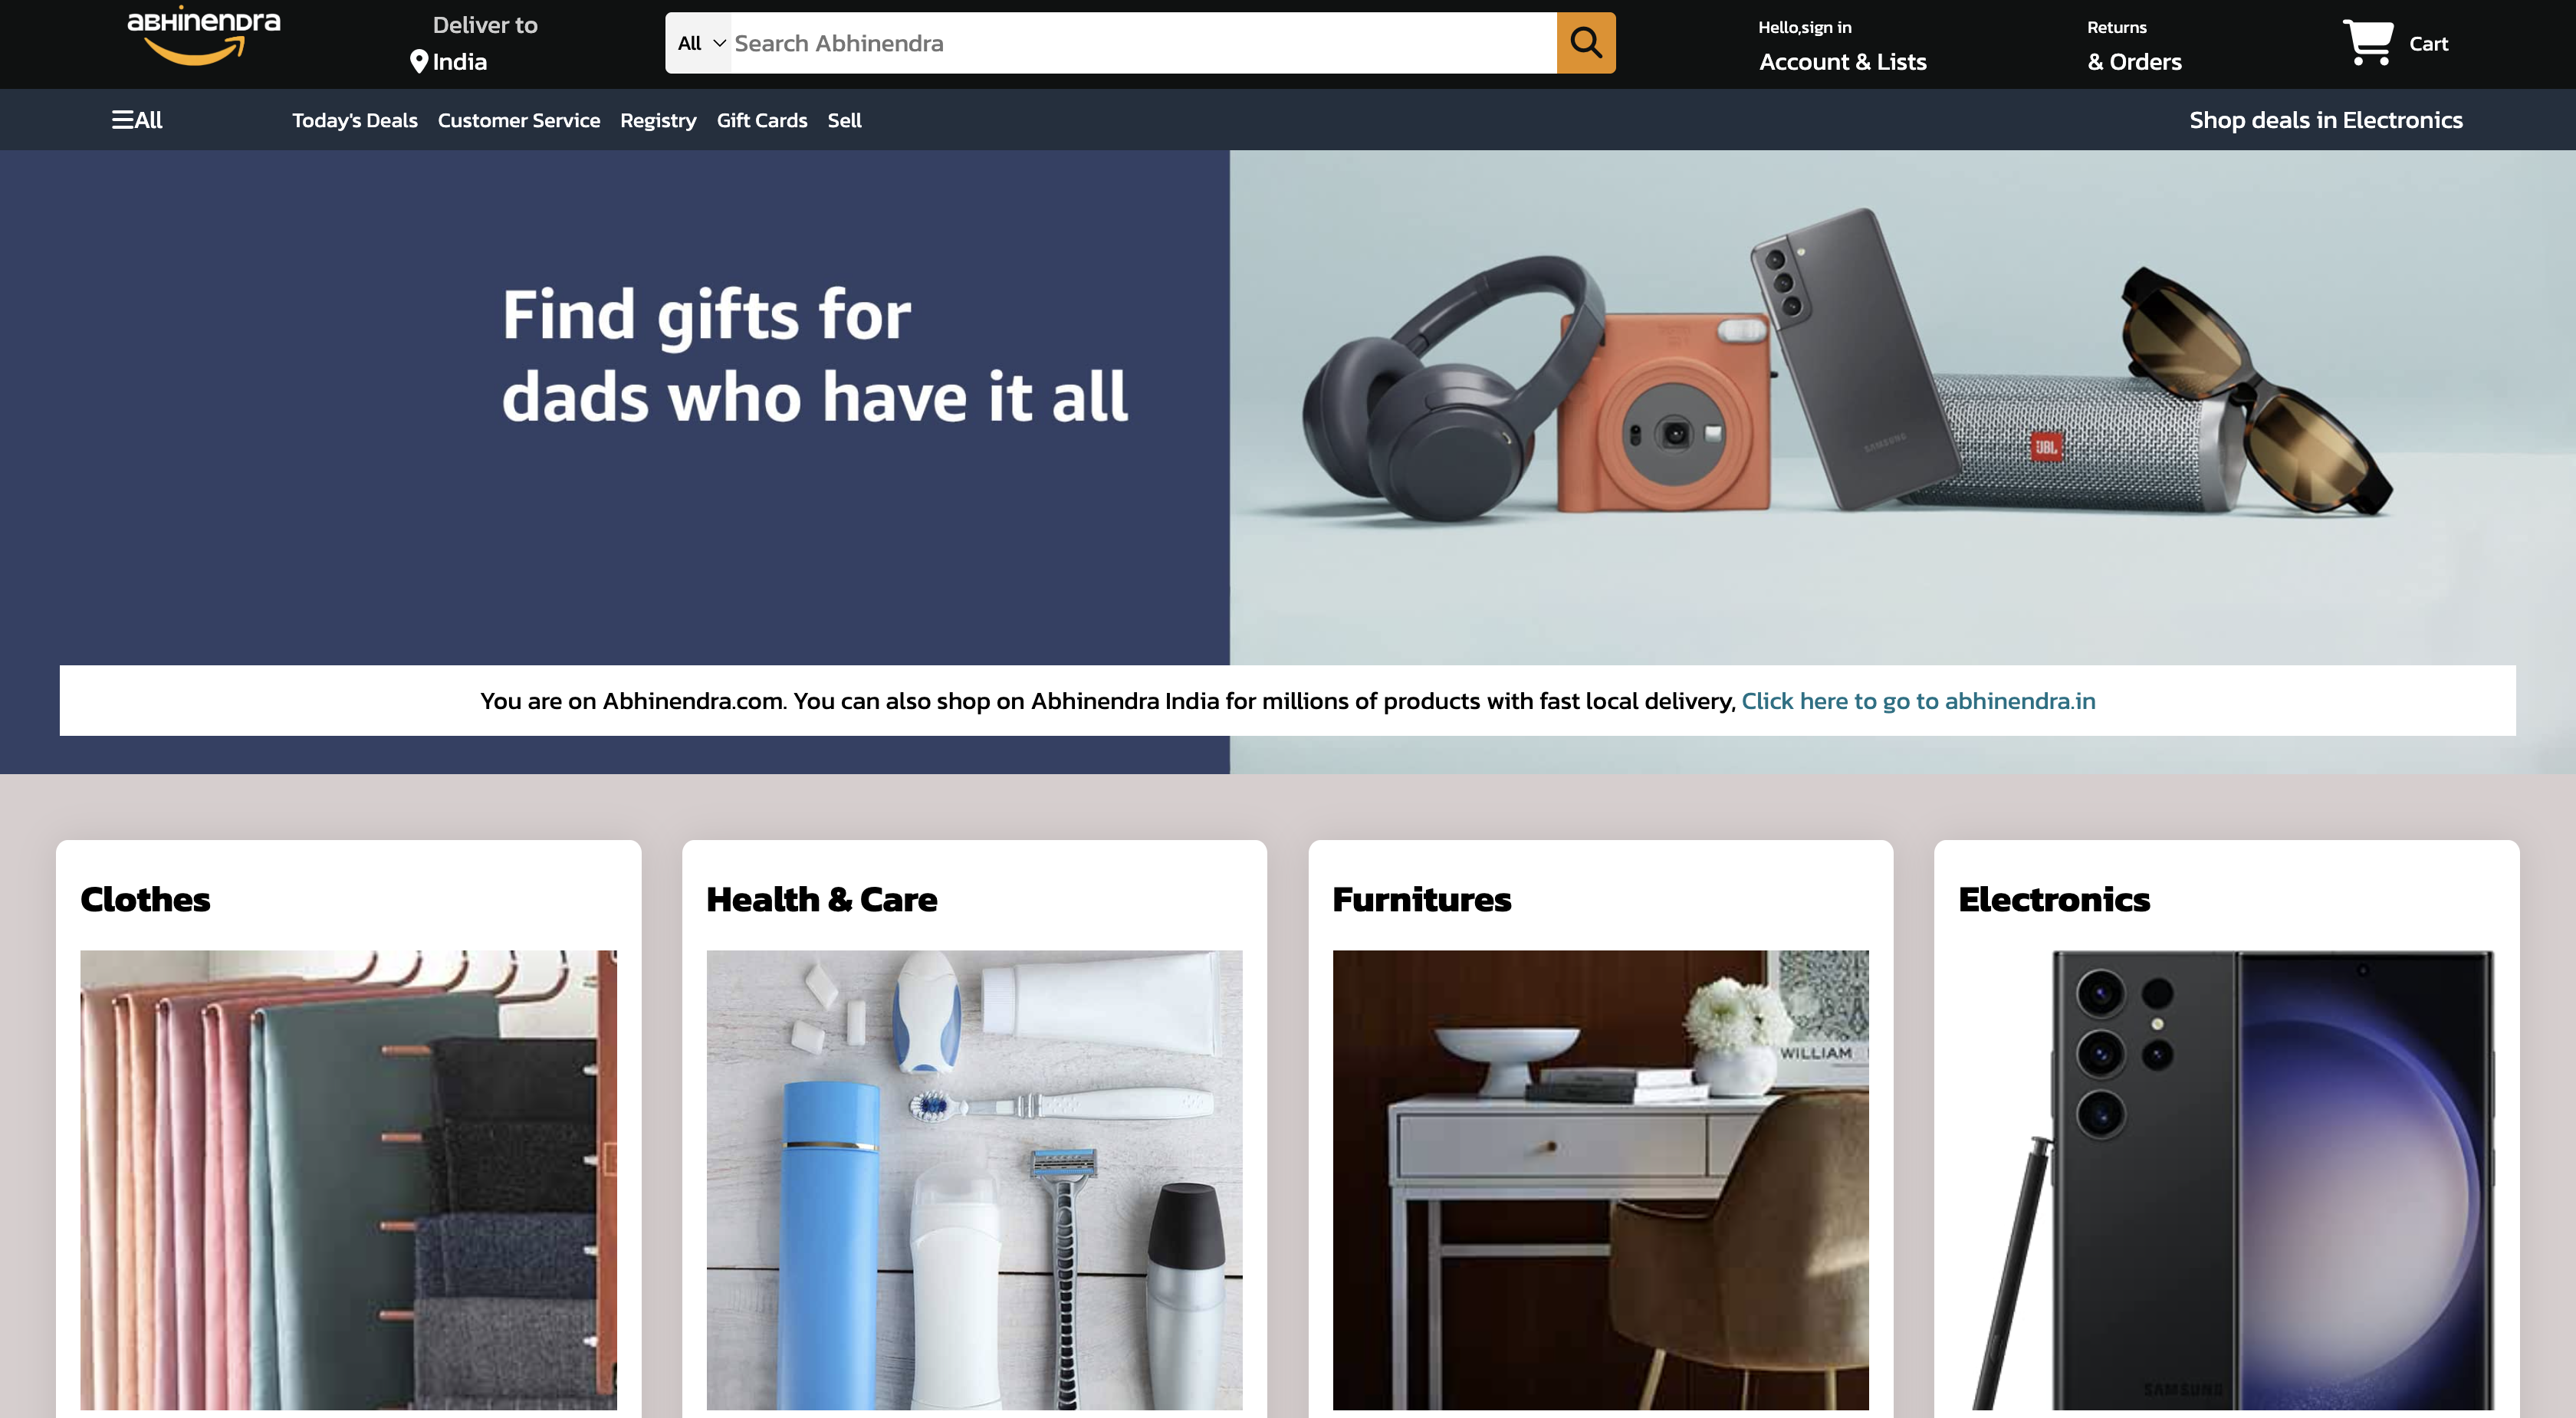 ABHINENDRA
Deliver to
India
All
Search Abhinendra
Hello,sign in
Account & Lists
Returns
& Orders
Cart
All
Today's Deals
Customer Service
Registry
Gift Cards
Sell
Shop deals in Electronics
Find gifts for
dads who have it all
SAMSUNG
JBL
You are on Abhinendra.com. You can also shop on Abhinendra India for millions of products with fast local delivery, Click here to go to abhinendra.in
Clothes
Health & Care
Furnitures
Electronics
WILLIAM
SAMSUNG